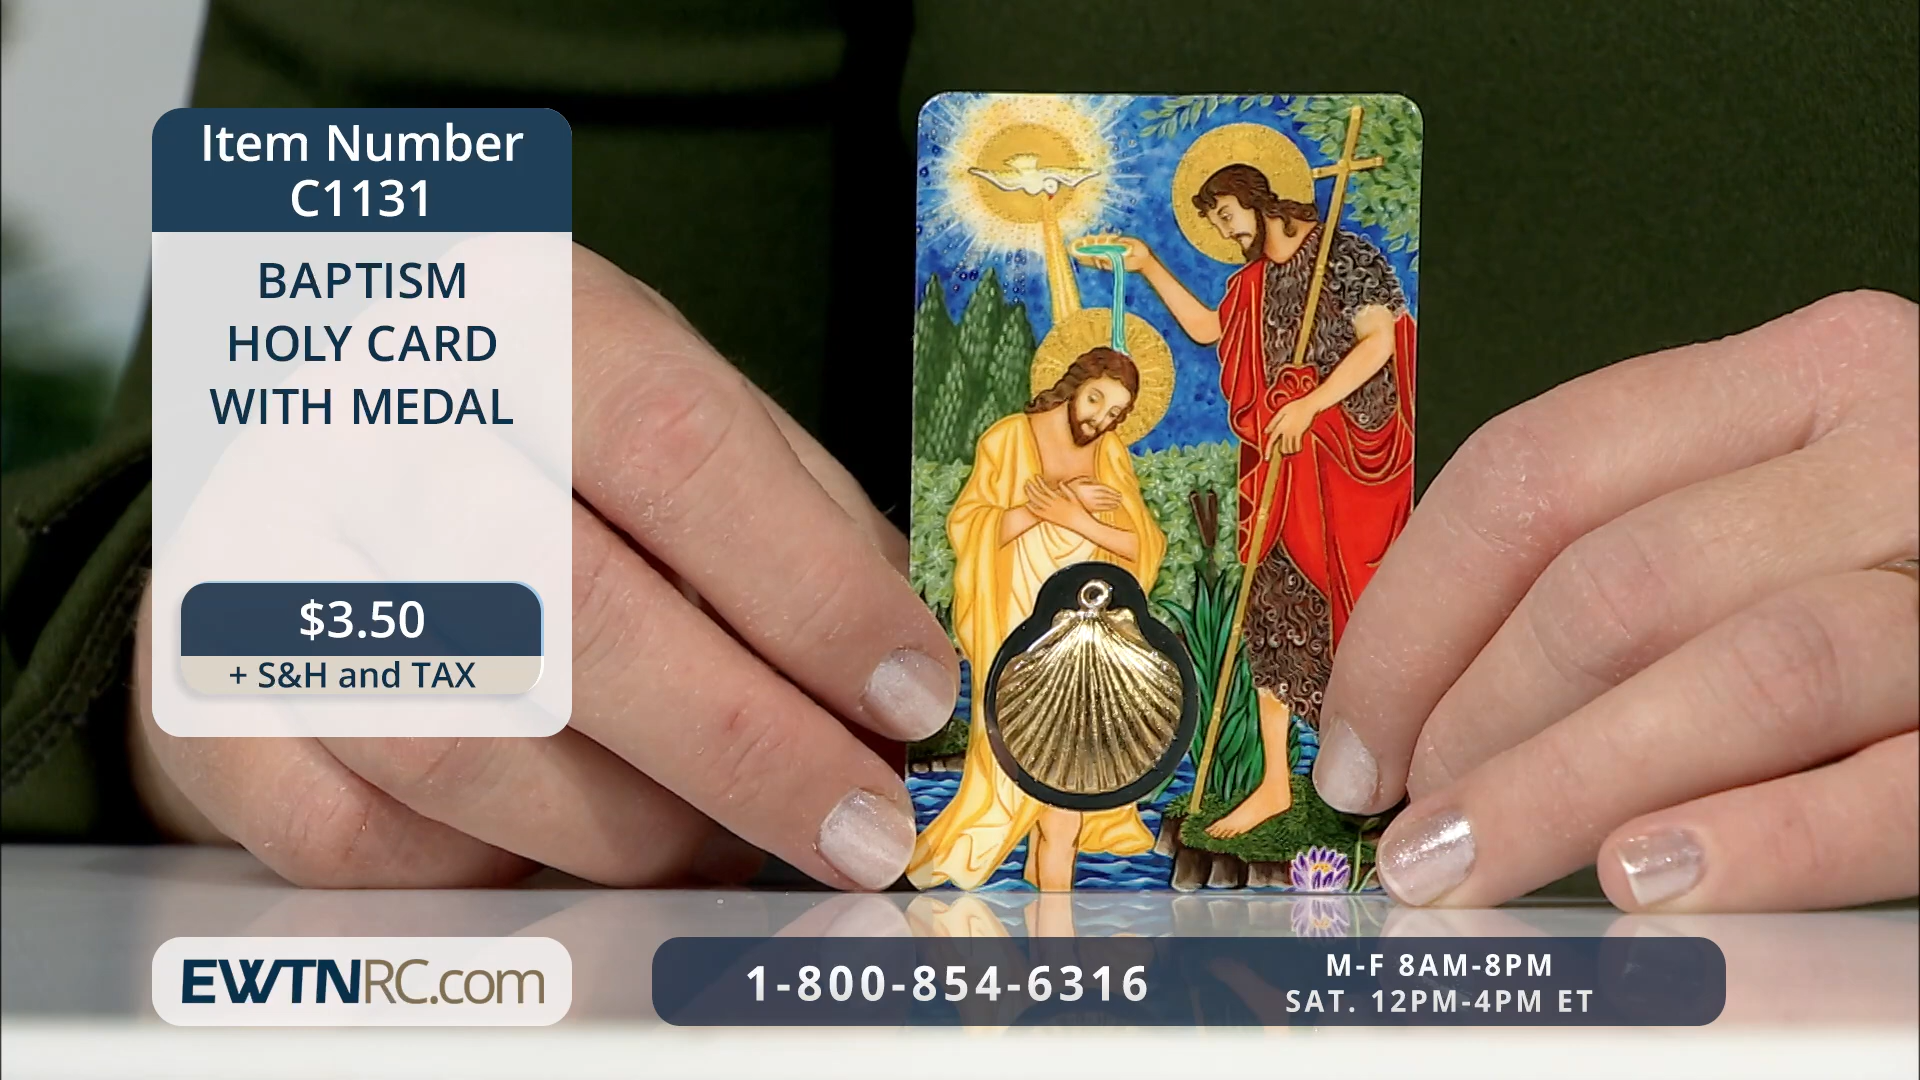 Item Number
C1131
BAPTISM
HOLY CARD
WITH MEDAL
$3.50
+ S&H and TAX
EWTNRC.com
1-800-854-6316
M-F 8AM-8PM
SAT. 12PM-4PM ET